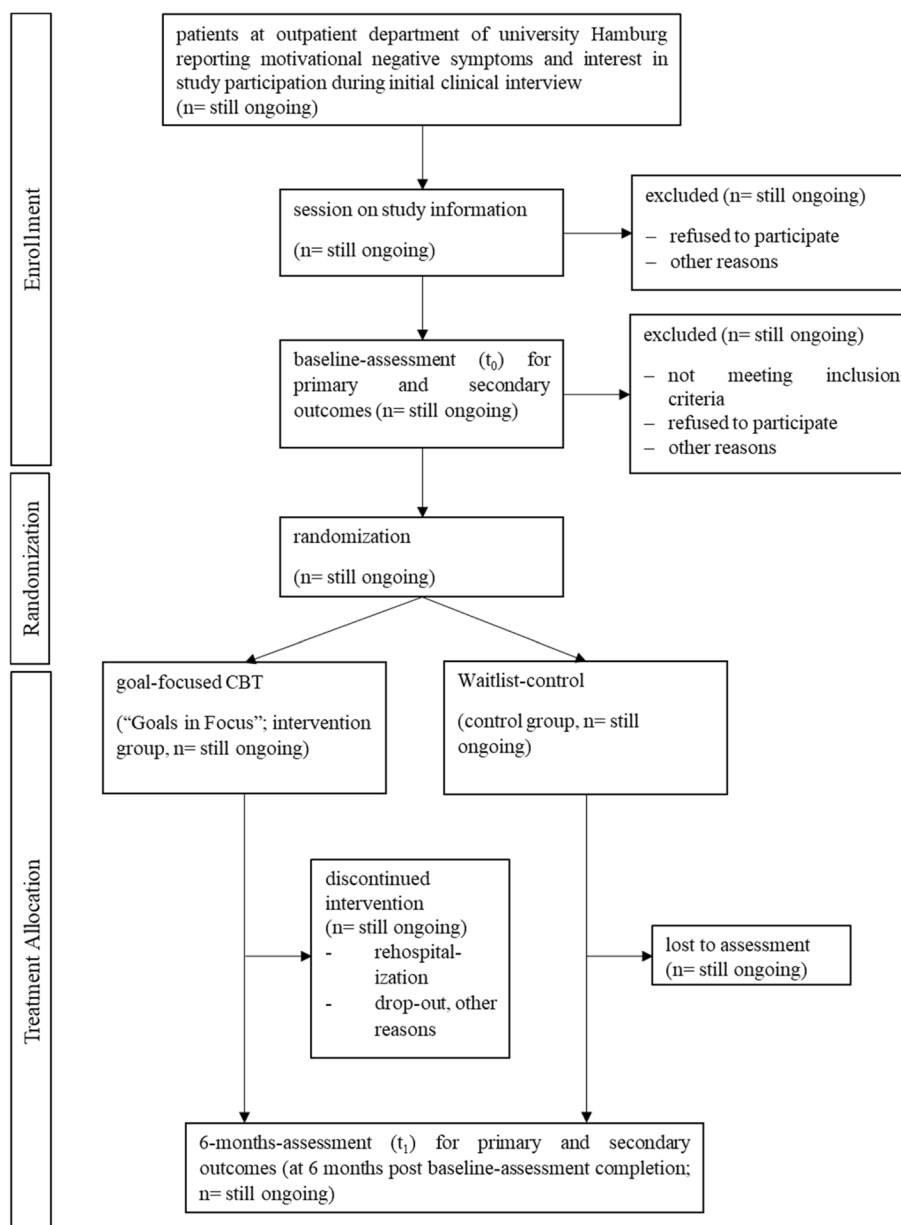 patients at outpatient department of university Hamburg
reporting motivational negative symptoms and interest in
study participation during initial clinical interview
(n= still ongoing)
Enrollment
session on study information
(n= still ongoing)
excluded (n= still ongoing)
– refused to participate
– other reasons
baseline-assessment (t₀) for
primary and secondary
outcomes (n= still ongoing)
excluded (n= still ongoing)
– not meeting inclusion
criteria
– refused to participate
– other reasons
Randomization
randomization
(n= still ongoing)
Treatment Allocation
goal-focused CBT
(“Goals in Focus”; intervention
group, n= still ongoing)
Waitlist-control
(control group, n= still
ongoing)
discontinued
intervention
(n= still ongoing)
- rehospital-
ization
- drop-out, other
reasons
lost to assessment
(n= still ongoing)
6-months-assessment (t₁) for primary and secondary
outcomes (at 6 months post baseline-assessment completion;
n= still ongoing)